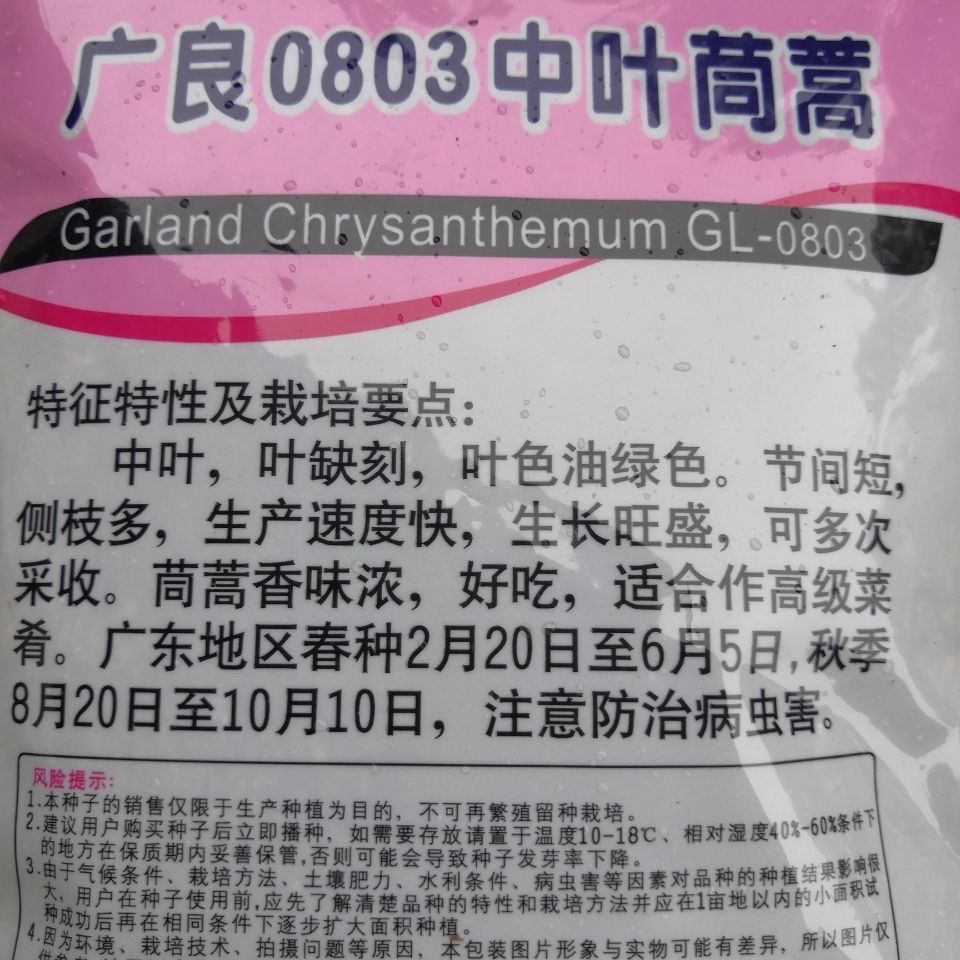 广良0803中叶茼蒿
Garland Chrysanthemum GL-0803
特征特性及栽培要点:
中叶，叶缺刻，叶色油绿色。节间短，
侧枝多，生产速度快，生长旺盛，可多次
采收。茼蒿香味浓，好吃，适合作高级菜
肴。广东地区春种2月20日至6月5日,秋季
8月20日至10月10日，注意防治病虫害。
风险提示:
1.本种子的销售仅限于生产种植为目的，不可再繁殖留种栽培。
2.建议用户购买种子后立即播种，如需要存放请置于温度10-18℃、相对湿度40%-60%条件下
的地方在保质期内妥善保管,否则可能会导致种子发芽率下降。
3.由于气候条件、栽培方法、土壤肥力、水利条件、病虫害等因素对品种的种植结果影响很
大、用户在种子使用前,应先了解清楚品种的特性和栽培方法并应在1亩地以内的小面积试
种成功后再在相同条件下逐步扩大面积种植。
4.因为环境、栽培技术、拍摄问题等原因，本包装图片形象与实物可能有差异，所以图片仅